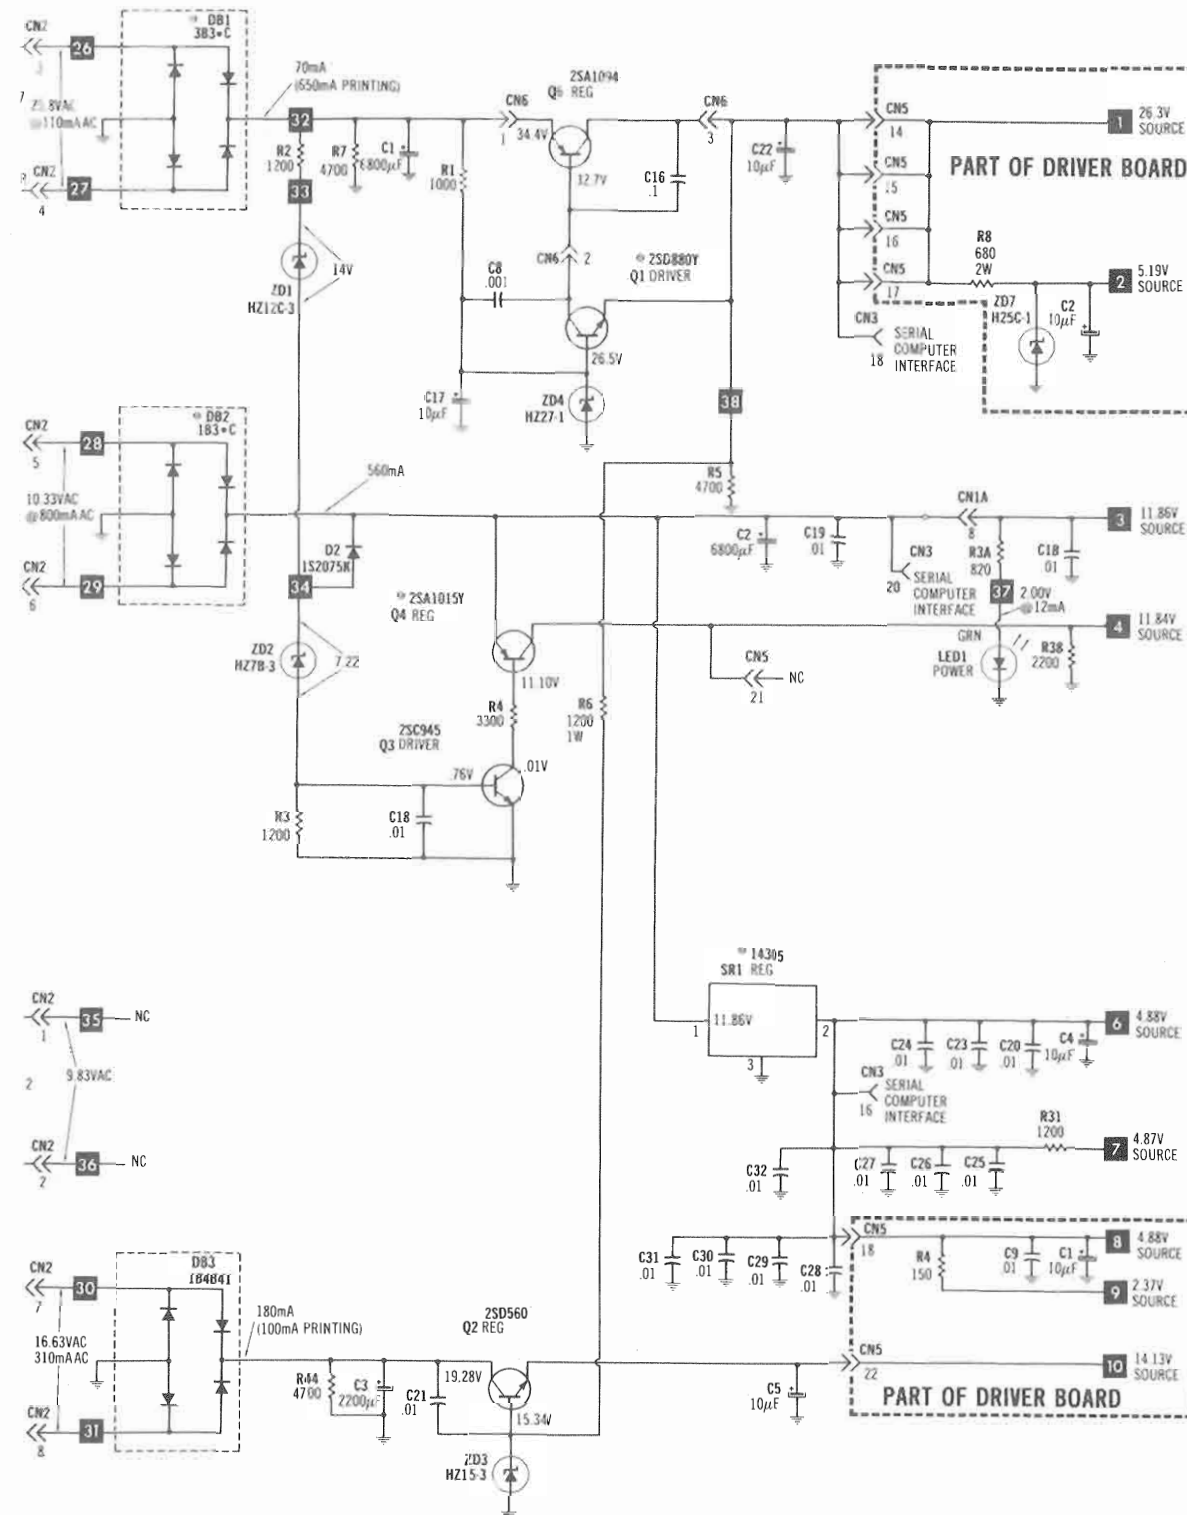 CN2
26
DB1
3B3*C
70mA
(650mA PRINTING)
@110mA AC
CN2
27
4
32
R2
1200
R7
4700
C1
6800µF
33
14V
ZD1
HZ12C-3
R1
1000
CN6
1
34.4V
2SA1094
Q6 REG
12.7V
C16
.1
CN6
3
CN6
2
C8
.001
2SD880Y
Q1 DRIVER
26.5V
C17
10µF
ZD4
HZ27-1
C22
10µF
CN5
14
CN5
15
CN5
16
CN5
17
CN3
18
SERIAL
COMPUTER
INTERFACE
1
26.3V
SOURCE
PART OF DRIVER BOARD
R8
680
2W
2
5.19V
SOURCE
ZD7
H25C-1
C2
10µF
38
R5
4700
CN2
5
28
DB2
1B3*C
560mA
10.33VAC
@800mA AC
CN2
6
29
D2
1S2075K
34
ZD2
HZ7B-3
7.22
2SA1015Y
Q4 REG
11.10V
R4
3300
2SC945
Q3 DRIVER
.76V
.01V
R3
1200
C18
.01
R6
1200
1W
C2
6800µF
C19
.01
CN3
20
SERIAL
COMPUTER
INTERFACE
CN1A
8
R3A
820
C18
.01
37
2.00V
@12mA
GRN
LED1
POWER
R38
2200
3
11.86V
SOURCE
4
11.84V
SOURCE
CN5
21
NC
CN2
1
35
NC
9.83VAC
2
CN2
2
36
NC
14305
SR1 REG
1
11.86V
2
3
C24
.01
C23
.01
C20
.01
C4
10µF
6
4.88V
SOURCE
CN3
16
SERIAL
COMPUTER
INTERFACE
R31
1200
7
4.87V
SOURCE
C32
.01
C27
.01
C26
.01
C25
.01
C31
.01
C30
.01
C29
.01
C28
.01
CN5
18
R4
150
C9
.01
C1
10µF
8
4.88V
SOURCE
9
2.37V
SOURCE
CN5
22
10
14.13V
SOURCE
PART OF DRIVER BOARD
CN2
7
30
DB3
1B4B41
180mA
(100mA PRINTING)
16.63VAC
310mA AC
CN2
8
31
R44
4700
C3
2200µF
C21
.01
2SD560
Q2 REG
19.28V
15.34V
ZD3
HZ15-3
C5
10µF